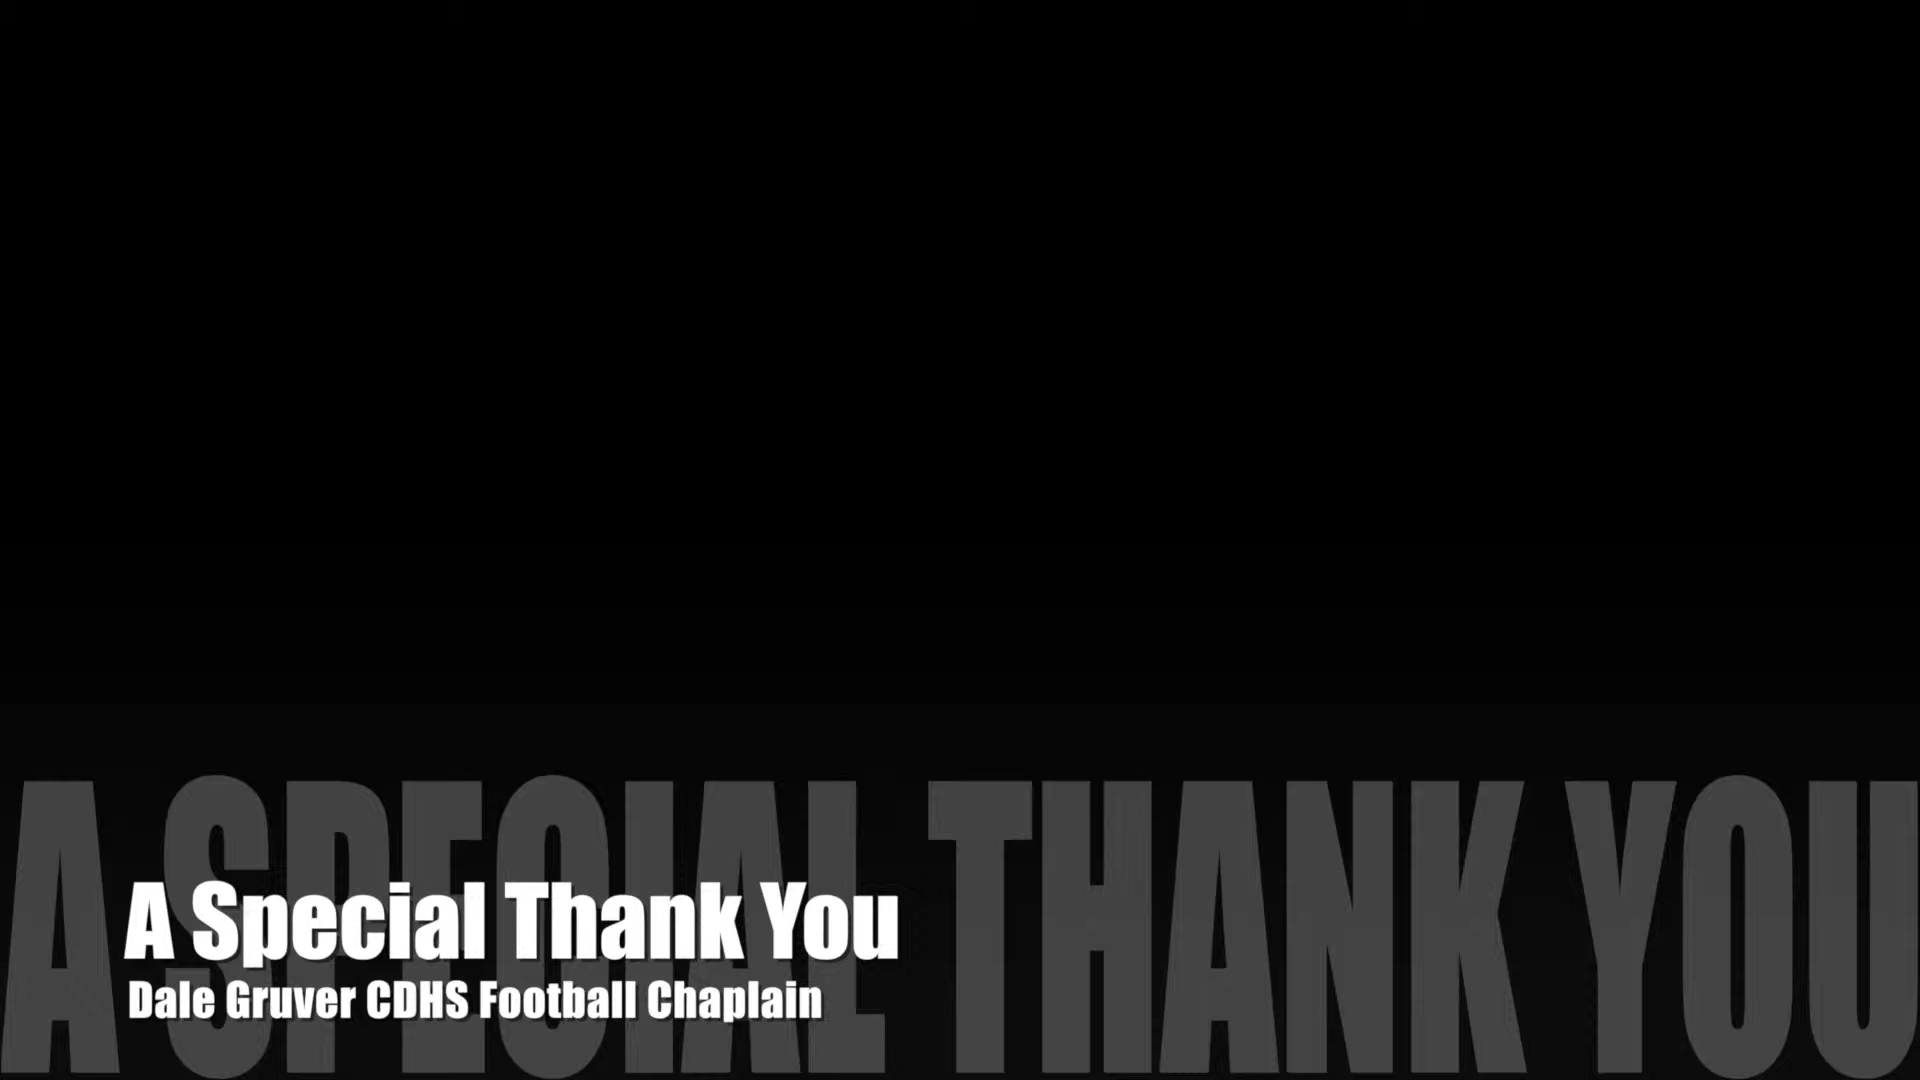 A SPECIAL THANK YOU
A Special Thank You
Dale Gruver CDHS Football Chaplain